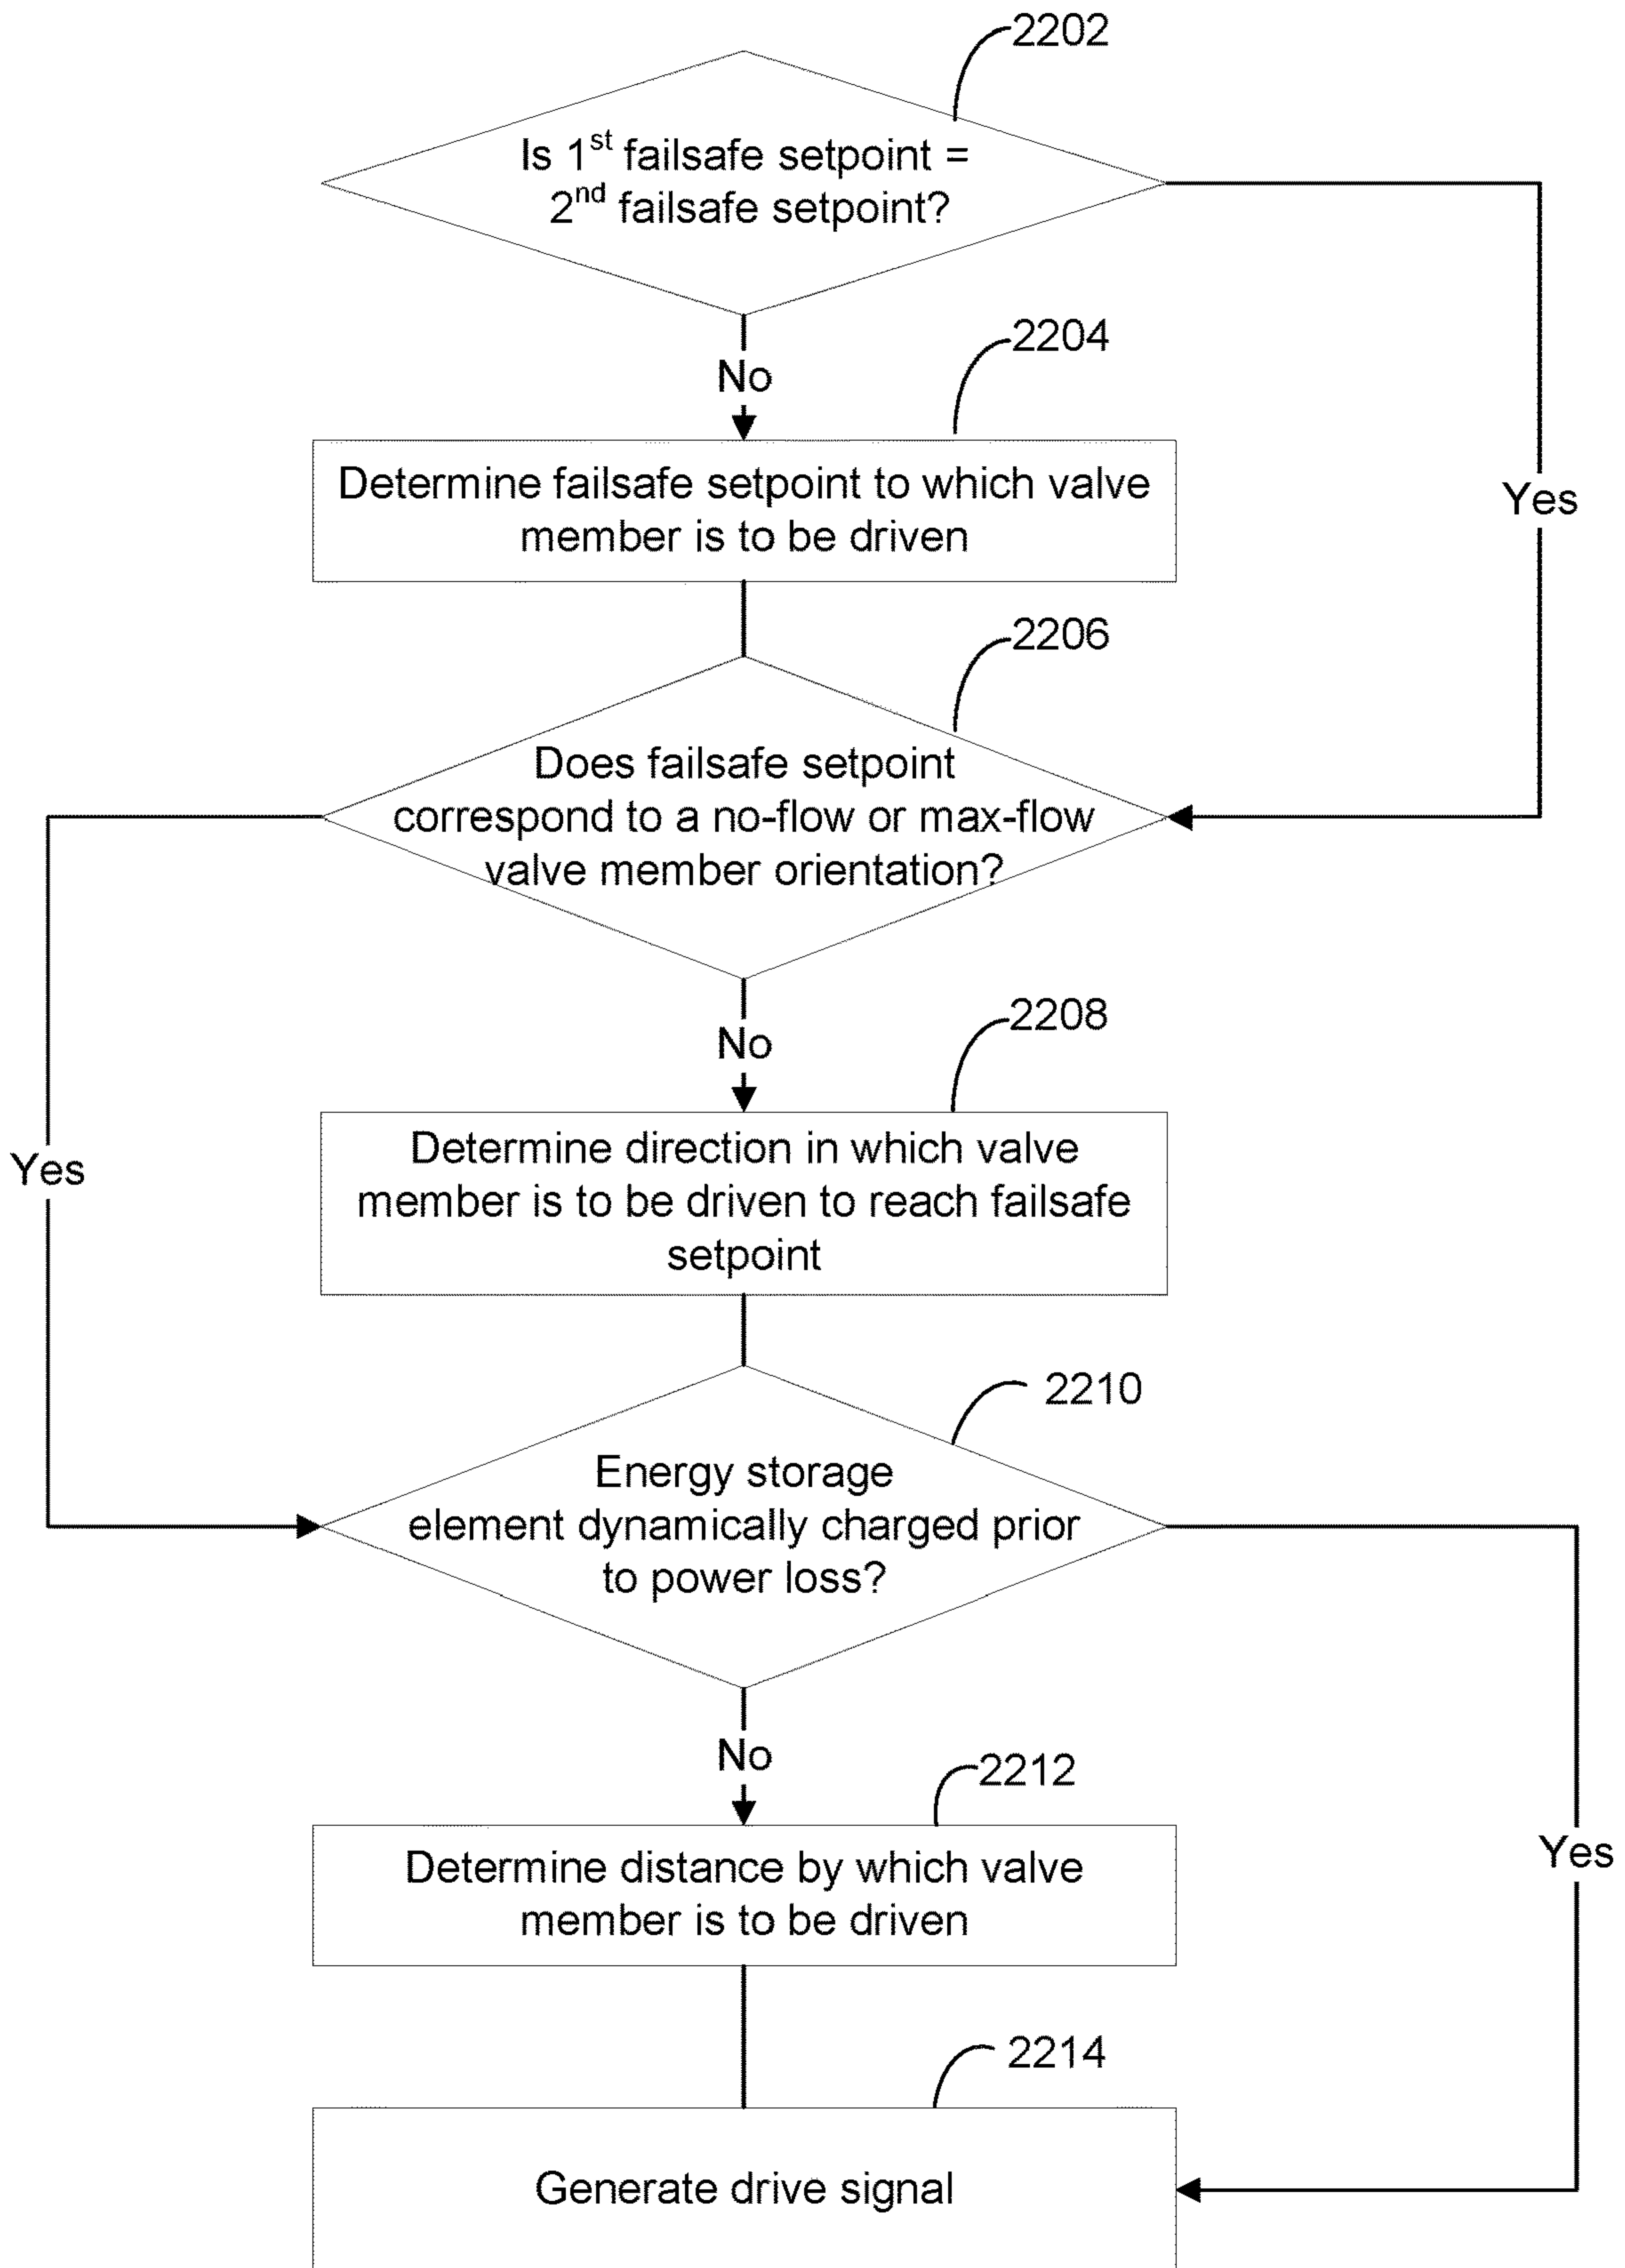 2202
Is 1st failsafe setpoint =
2nd failsafe setpoint?
No
2204
Determine failsafe setpoint to which valve
member is to be driven
Yes
2206
Does failsafe setpoint
correspond to a no-flow or max-flow
valve member orientation?
No
2208
Determine direction in which valve
member is to be driven to reach failsafe
setpoint
Yes
2210
Energy storage
element dynamically charged prior
to power loss?
No
2212
Determine distance by which valve
member is to be driven
Yes
2214
Generate drive signal